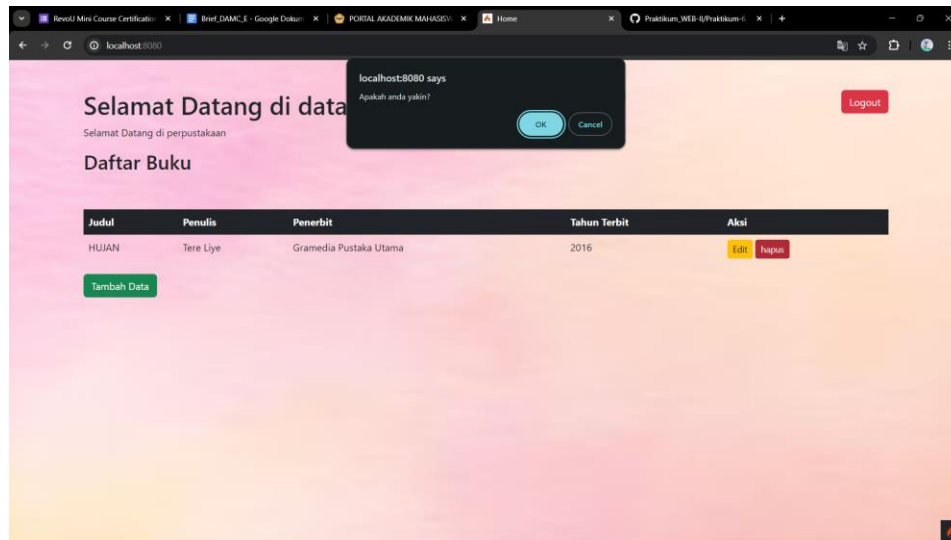 RevoU Mini Course Certification
Brief_DAMC_E - Google Dokum
PORTAL AKADEMIK MAHASISW
Home
Praktikum_WEB-II/Praktikum-6
localhost:8080
localhost:8080 says
Apakah anda yakin?
OK
Cancel
Selamat Datang di data
Logout
Selamat Datang di perpustakaan
Daftar Buku
Judul Penulis Penerbit Tahun Terbit Aksi
HUJAN Tere Liye Gramedia Pustaka Utama 2016 Edit hapus
Tambah Data